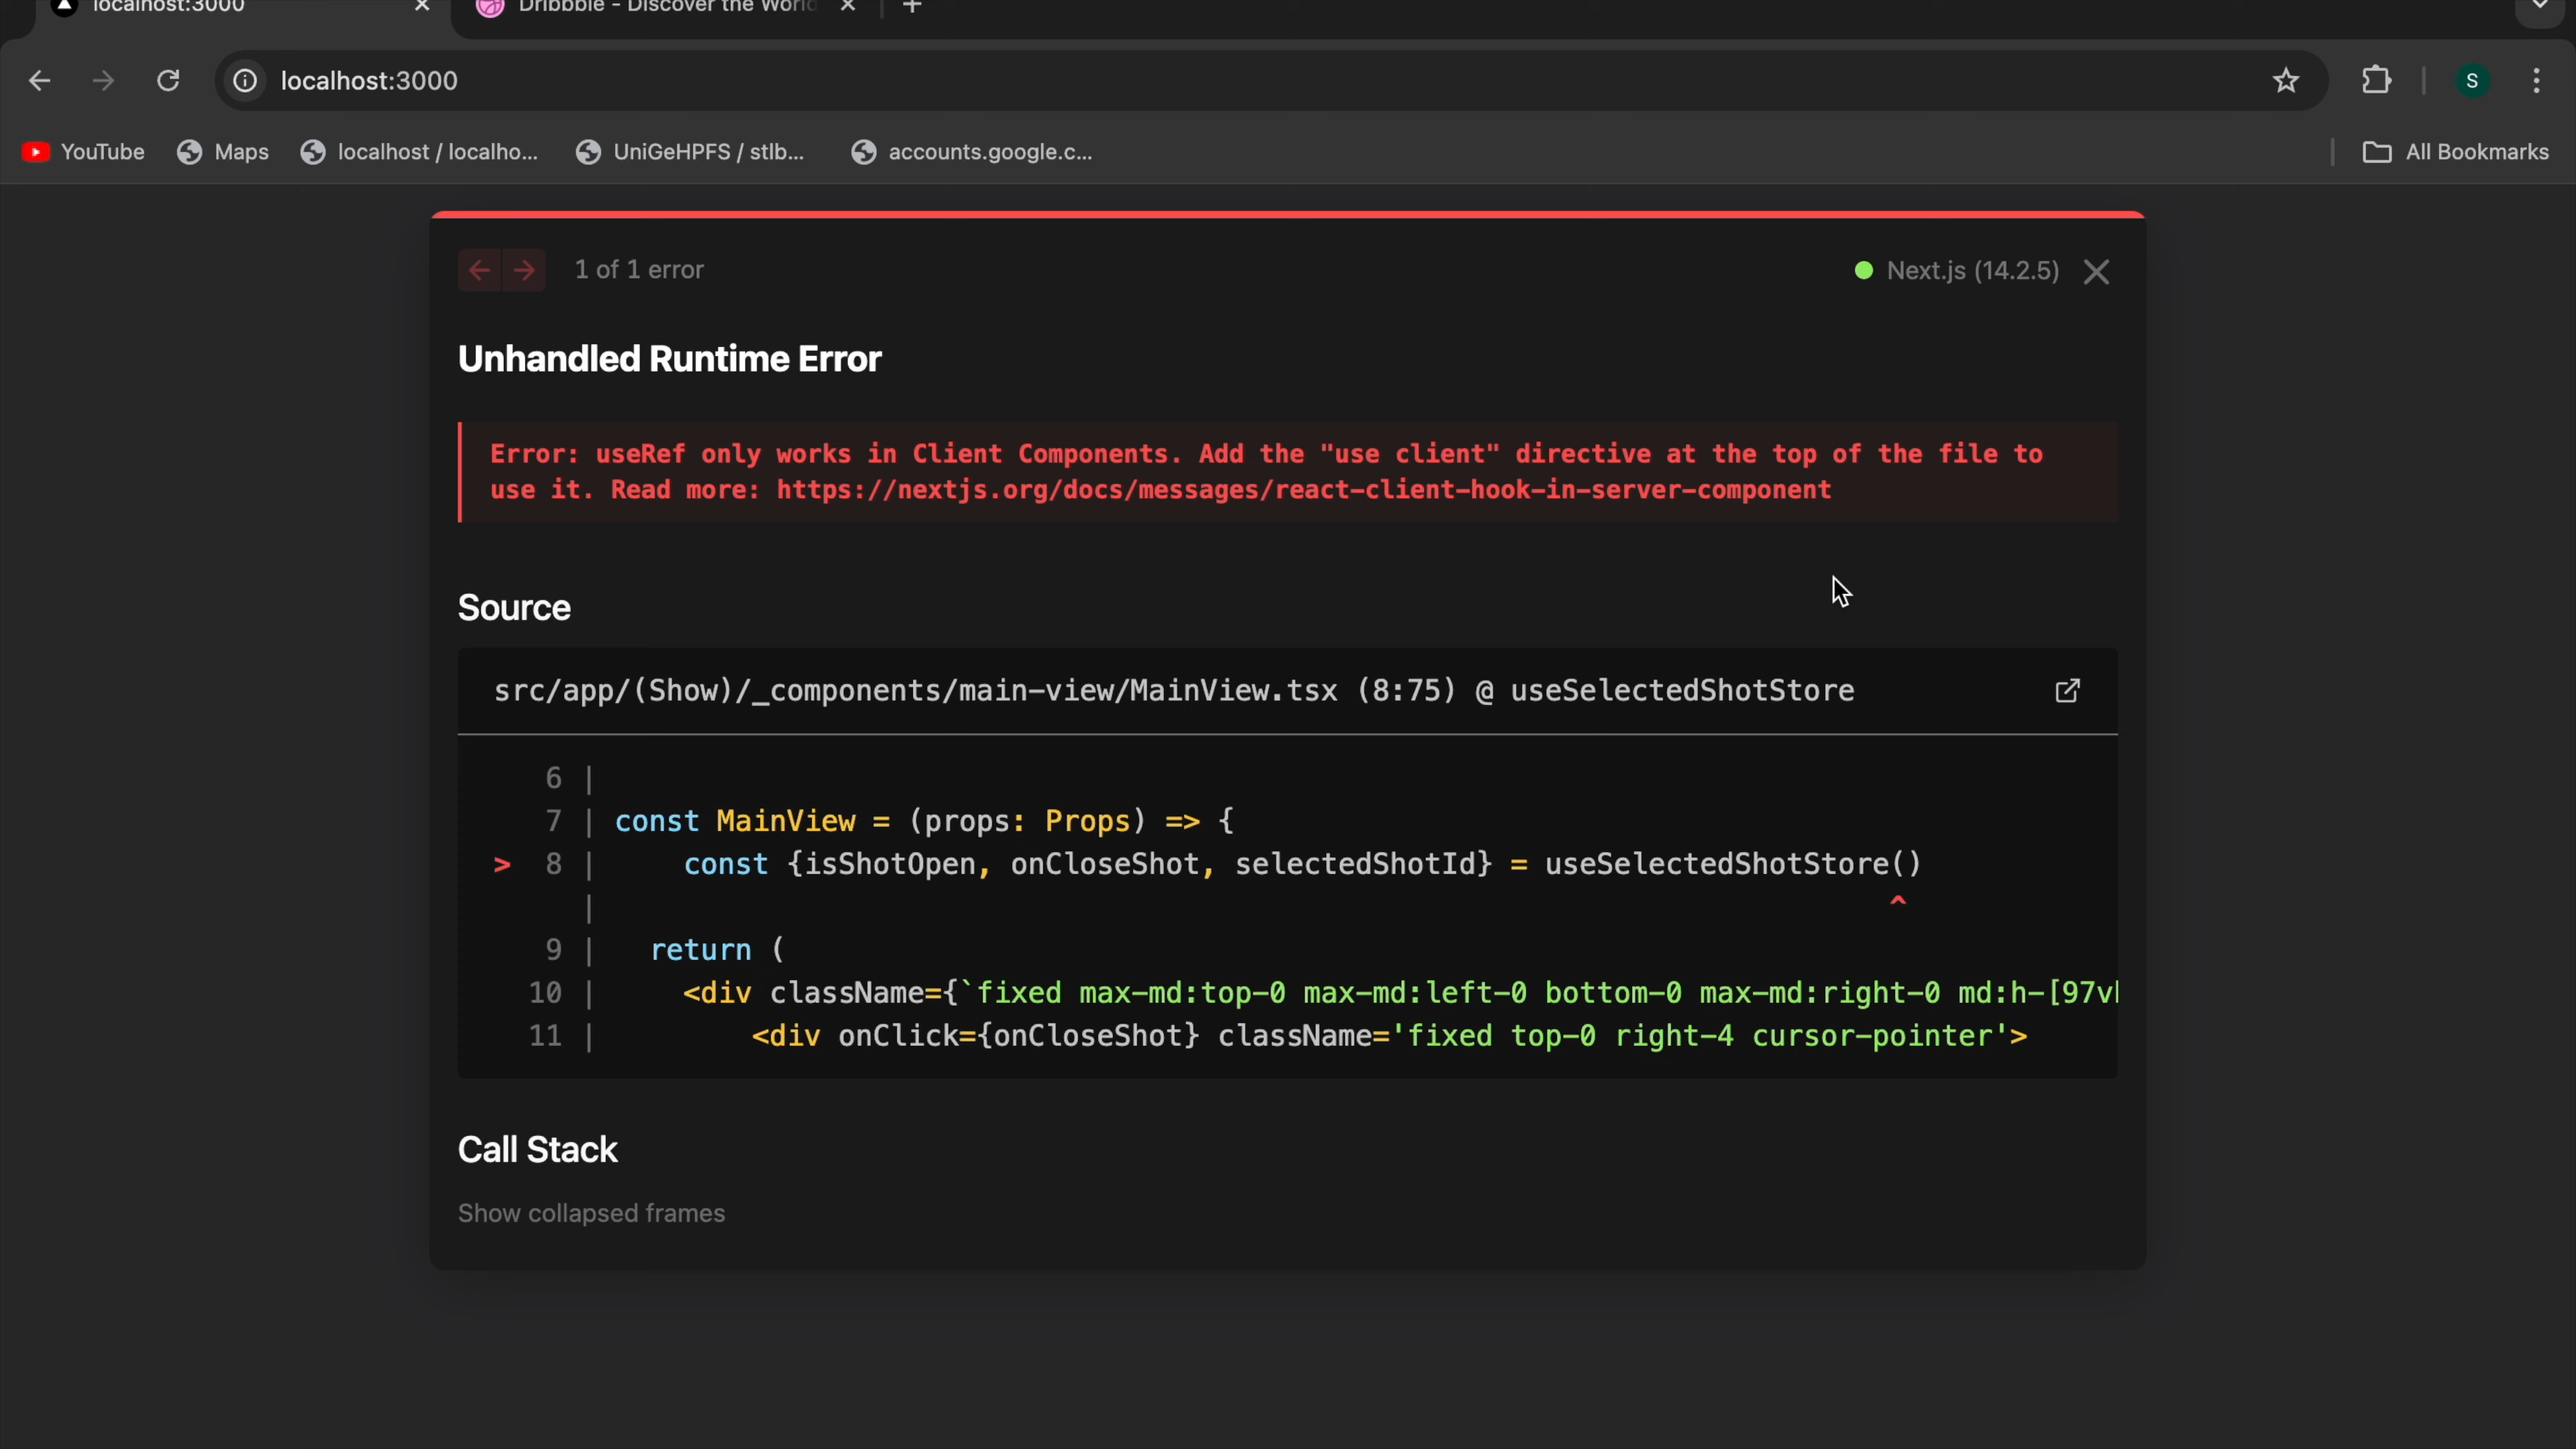 localhost:3000
Dribbble - Discover the World
localhost:3000
S
YouTube
Maps
localhost / localho...
UniGeHPFS / stlb...
accounts.google.c...
All Bookmarks
1 of 1 error
Next.js (14.2.5)
Unhandled Runtime Error
Error: useRef only works in Client Components. Add the "use client" directive at the top of the file to
use it. Read more: https://nextjs.org/docs/messages/react-client-hook-in-server-component
Source
src/app/(Show)/_components/main-view/MainView.tsx (8:75) @ useSelectedShotStore
6 |
7 | const MainView = (props: Props) => {
> 8 | const {isShotOpen, onCloseShot, selectedShotId} = useSelectedShotStore()
| ^
9 | return (
10 | <div className={`fixed max-md:top-0 max-md:left-0 bottom-0 max-md:right-0 md:h-[97vh
11 | <div onClick={onCloseShot} className='fixed top-0 right-4 cursor-pointer'>
Call Stack
Show collapsed frames